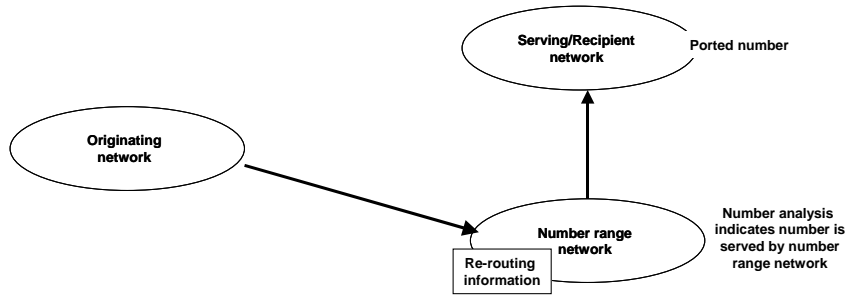 Serving/Recipient
network
Ported number
Originating
network
Number range
network
Re-routing
information
Number analysis
indicates number is
served by number
range network